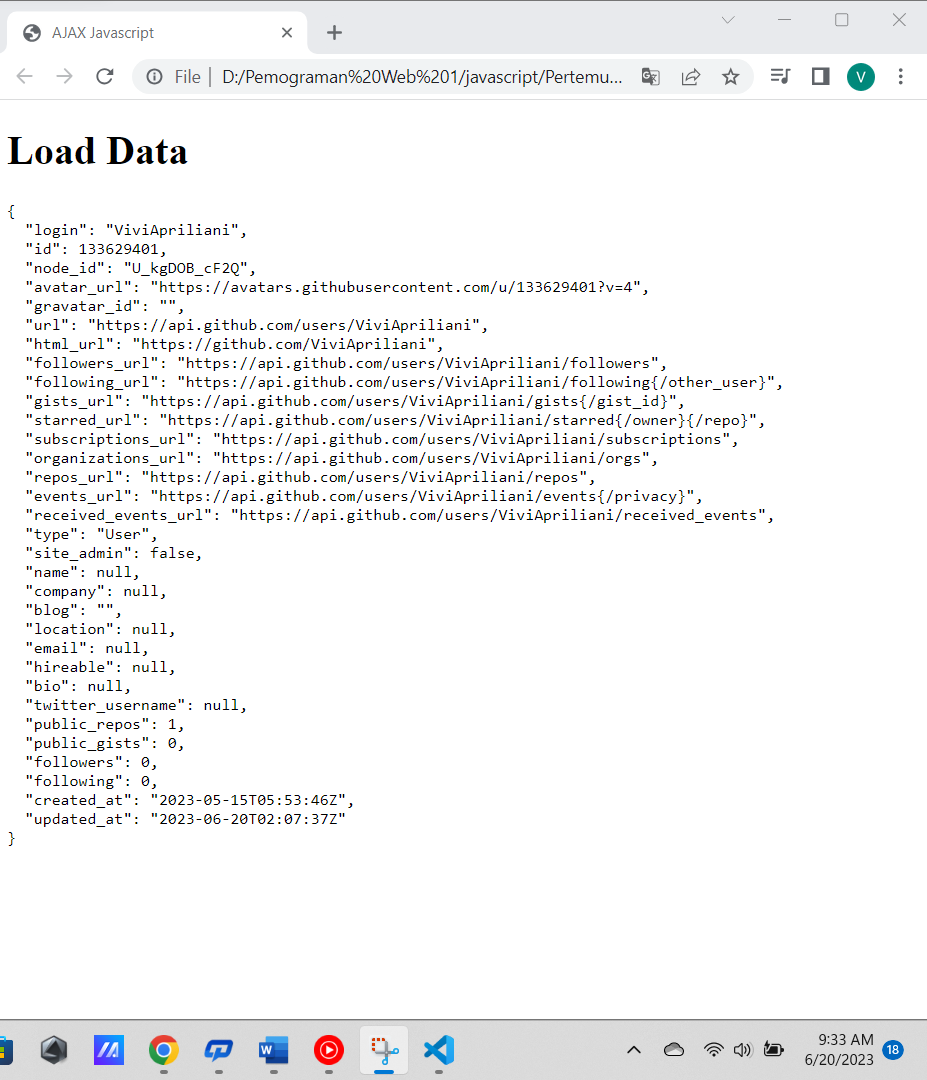 AJAX Javascript
File | D:/Pemograman%20Web%201/javascript/Pertemu...
V
Load Data
{
  "login": "ViviApriliani",
  "id": 133629401,
  "node_id": "U_kgDOB_cF2Q",
  "avatar_url": "https://avatars.githubusercontent.com/u/133629401?v=4",
  "gravatar_id": "",
  "url": "https://api.github.com/users/ViviApriliani",
  "html_url": "https://github.com/ViviApriliani",
  "followers_url": "https://api.github.com/users/ViviApriliani/followers",
  "following_url": "https://api.github.com/users/ViviApriliani/following{/other_user}",
  "gists_url": "https://api.github.com/users/ViviApriliani/gists{/gist_id}",
  "starred_url": "https://api.github.com/users/ViviApriliani/starred{/owner}{/repo}",
  "subscriptions_url": "https://api.github.com/users/ViviApriliani/subscriptions",
  "organizations_url": "https://api.github.com/users/ViviApriliani/orgs",
  "repos_url": "https://api.github.com/users/ViviApriliani/repos",
  "events_url": "https://api.github.com/users/ViviApriliani/events{/privacy}",
  "received_events_url": "https://api.github.com/users/ViviApriliani/received_events",
  "type": "User",
  "site_admin": false,
  "name": null,
  "company": null,
  "blog": "",
  "location": null,
  "email": null,
  "hireable": null,
  "bio": null,
  "twitter_username": null,
  "public_repos": 1,
  "public_gists": 0,
  "followers": 0,
  "following": 0,
  "created_at": "2023-05-15T05:53:46Z",
  "updated_at": "2023-06-20T02:07:37Z"
}
9:33 AM
6/20/2023
18